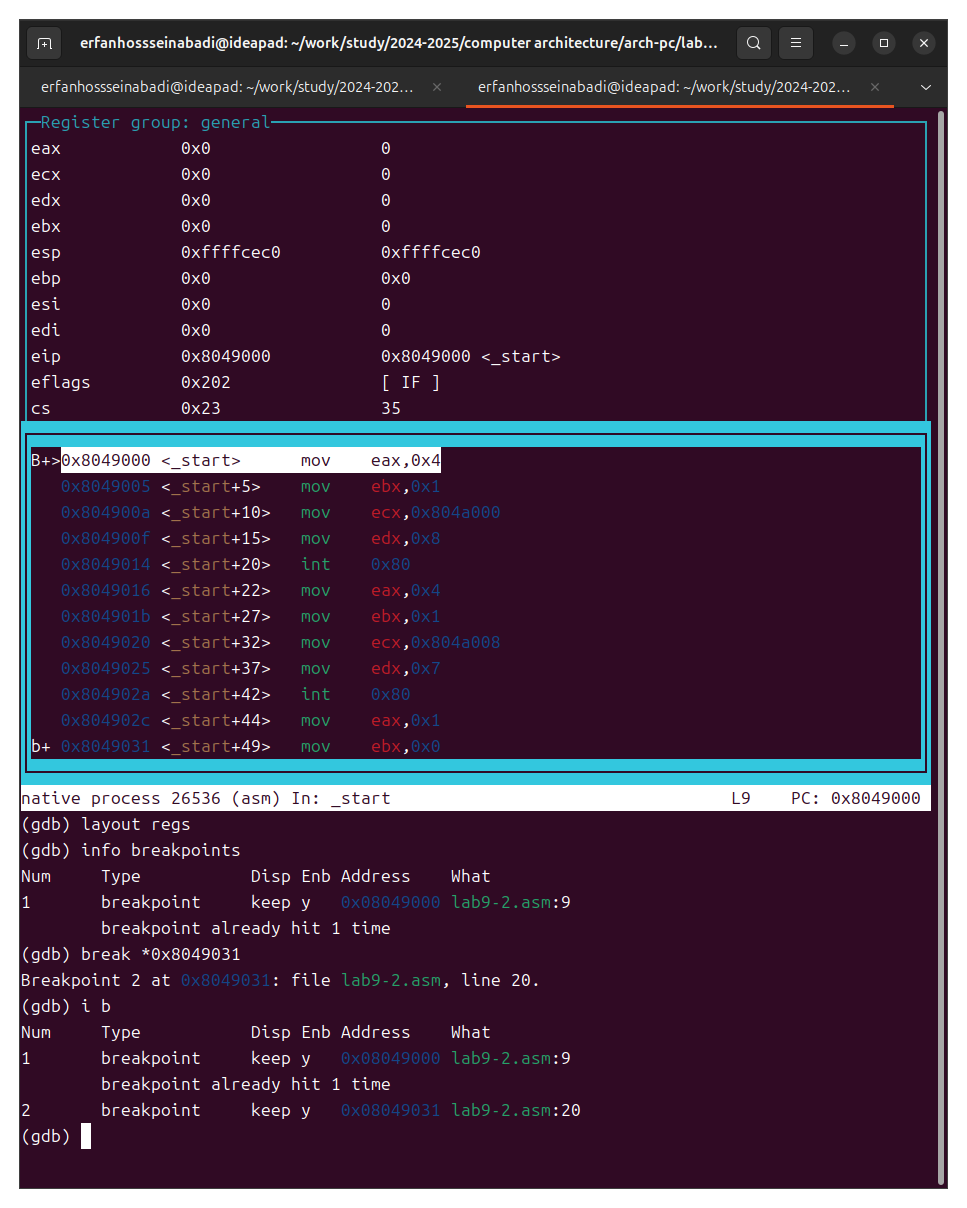 erfanhossseinabadi@ideapad: ~/work/study/2024-2025/computer architecture/arch-pc/lab...
erfanhossseinabadi@ideapad: ~/work/study/2024-202... × erfanhossseinabadi@ideapad: ~/work/study/2024-202... ×
Register group: general
eax 0x0 0
ecx 0x0 0
edx 0x0 0
ebx 0x0 0
esp 0xffffcec0 0xffffcec0
ebp 0x0 0x0
esi 0x0 0
edi 0x0 0
eip 0x8049000 0x8049000 <_start>
eflags 0x202 [ IF ]
cs 0x23 35
B+>0x8049000 <_start> mov eax,0x4
0x8049005 <_start+5> mov ebx,0x1
0x804900a <_start+10> mov ecx,0x804a000
0x804900f <_start+15> mov edx,0x8
0x8049014 <_start+20> int 0x80
0x8049016 <_start+22> mov eax,0x4
0x804901b <_start+27> mov ebx,0x1
0x8049020 <_start+32> mov ecx,0x804a008
0x8049025 <_start+37> mov edx,0x7
0x804902a <_start+42> int 0x80
0x804902c <_start+44> mov eax,0x1
b+ 0x8049031 <_start+49> mov ebx,0x0
native process 26536 (asm) In: _start L9 PC: 0x8049000
(gdb) layout regs
(gdb) info breakpoints
Num Type Disp Enb Address What
1 breakpoint keep y 0x08049000 lab9-2.asm:9
breakpoint already hit 1 time
(gdb) break *0x8049031
Breakpoint 2 at 0x8049031: file lab9-2.asm, line 20.
(gdb) i b
Num Type Disp Enb Address What
1 breakpoint keep y 0x08049000 lab9-2.asm:9
breakpoint already hit 1 time
2 breakpoint keep y 0x08049031 lab9-2.asm:20
(gdb)